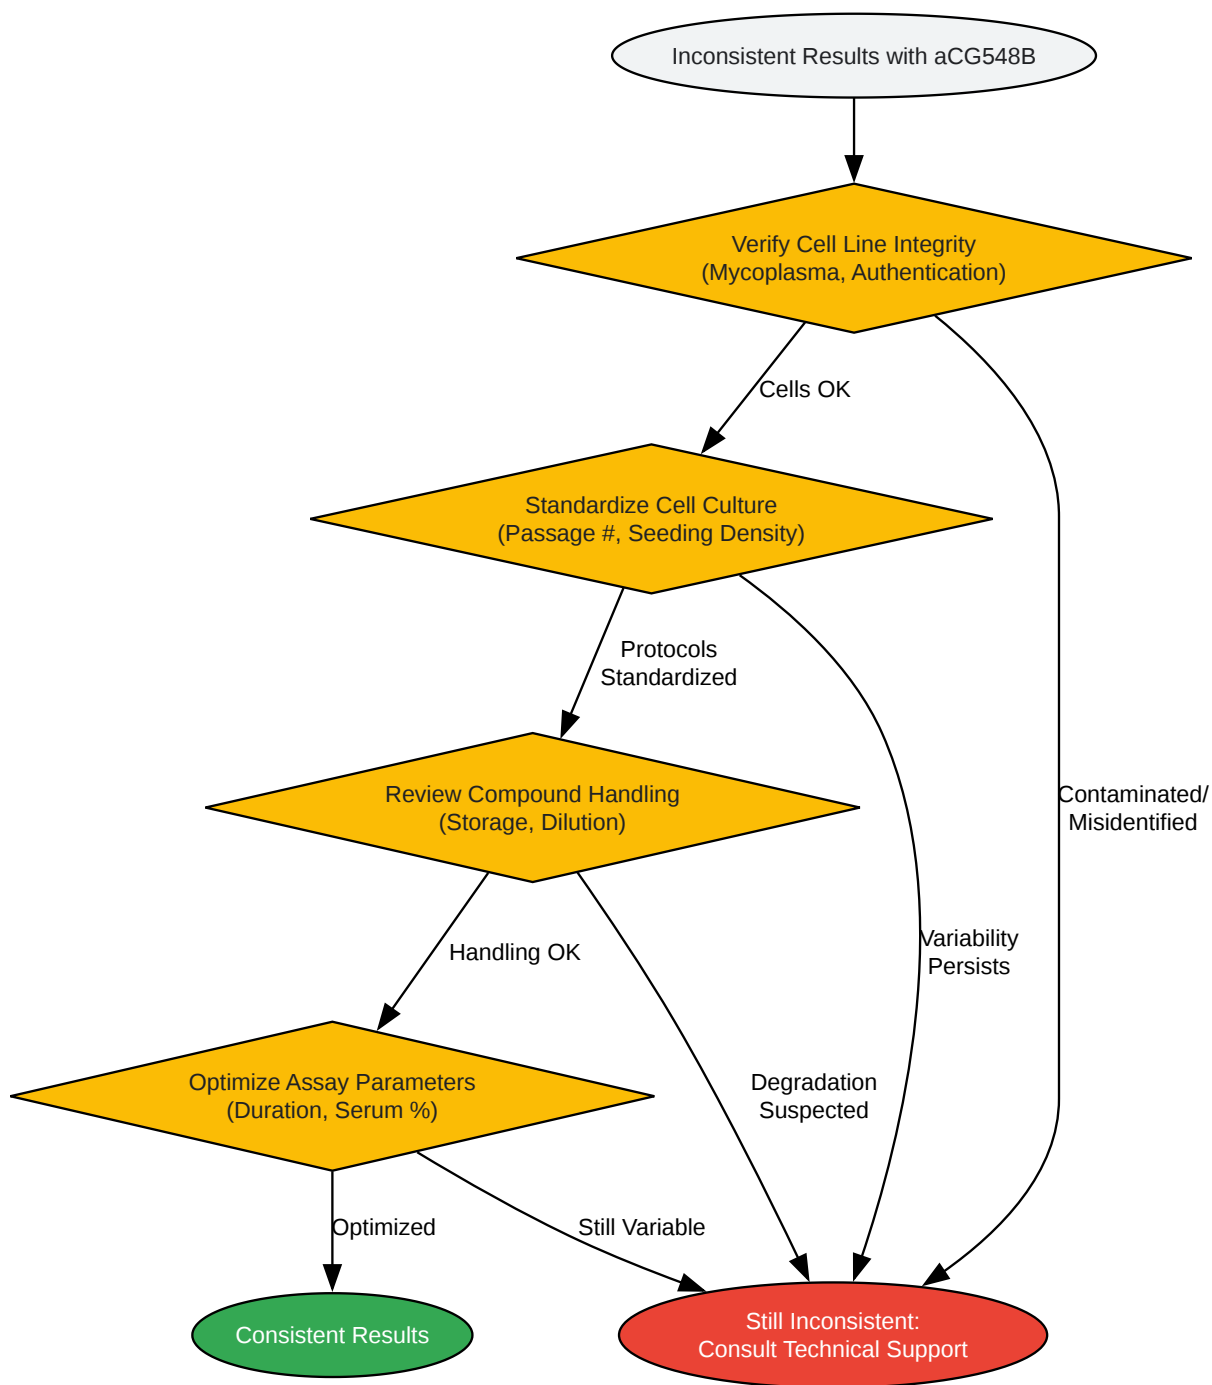 Inconsistent Results with aCG548B
Verify Cell Line Integrity
(Mycoplasma, Authentication)
Cells OK
Standardize Cell Culture
(Passage #, Seeding Density)
Protocols
Standardized
Review Compound Handling
(Storage, Dilution)
Contaminated/
Misidentified
Handling OK
Variability
Persists
Optimize Assay Parameters
(Duration, Serum %)
Degradation
Suspected
Optimized
Still Variable
Consistent Results
Still Inconsistent:
Consult Technical Support